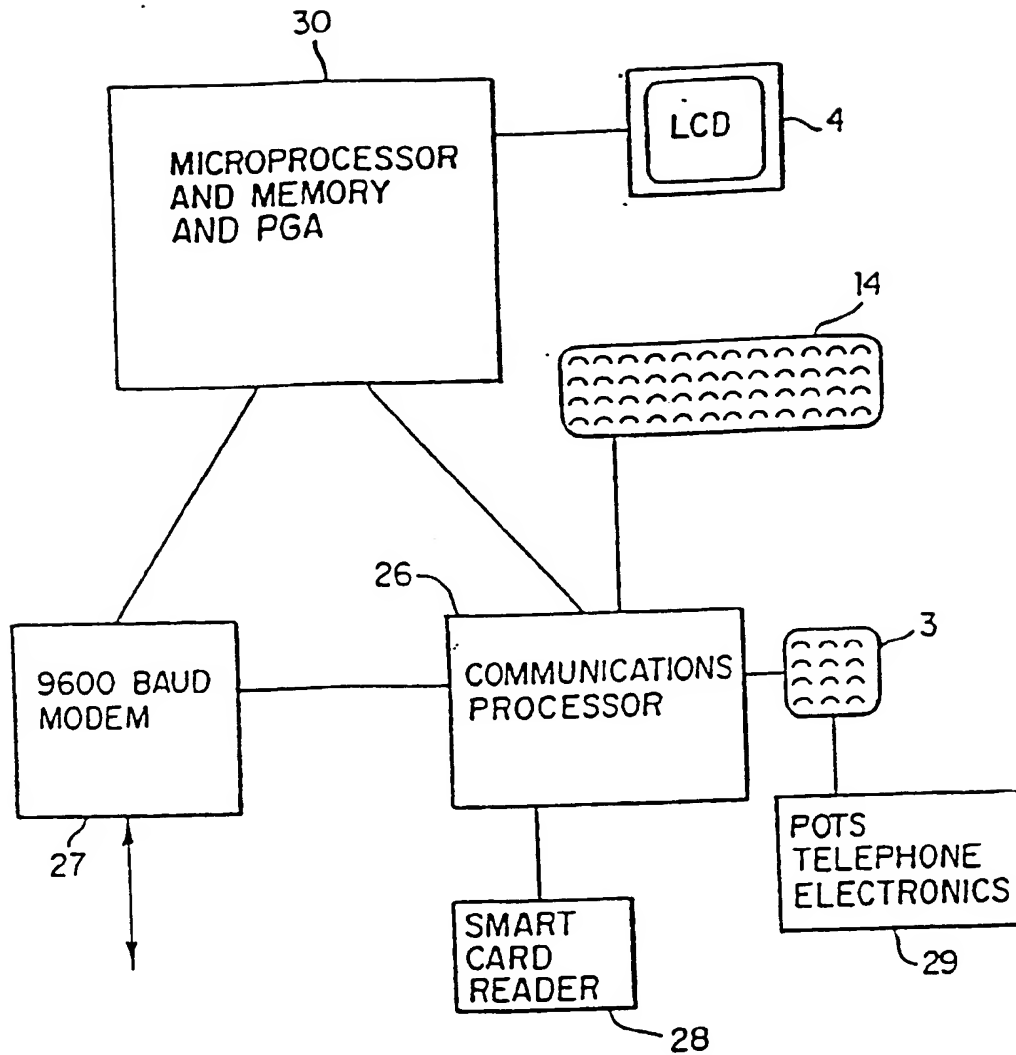 30
MICROPROCESSOR
AND MEMORY
AND PGA
LCD
4
14
26
9600 BAUD
MODEM
COMMUNICATIONS
PROCESSOR
3
27
POTS
TELEPHONE
ELECTRONICS
SMART
CARD
READER
29
28